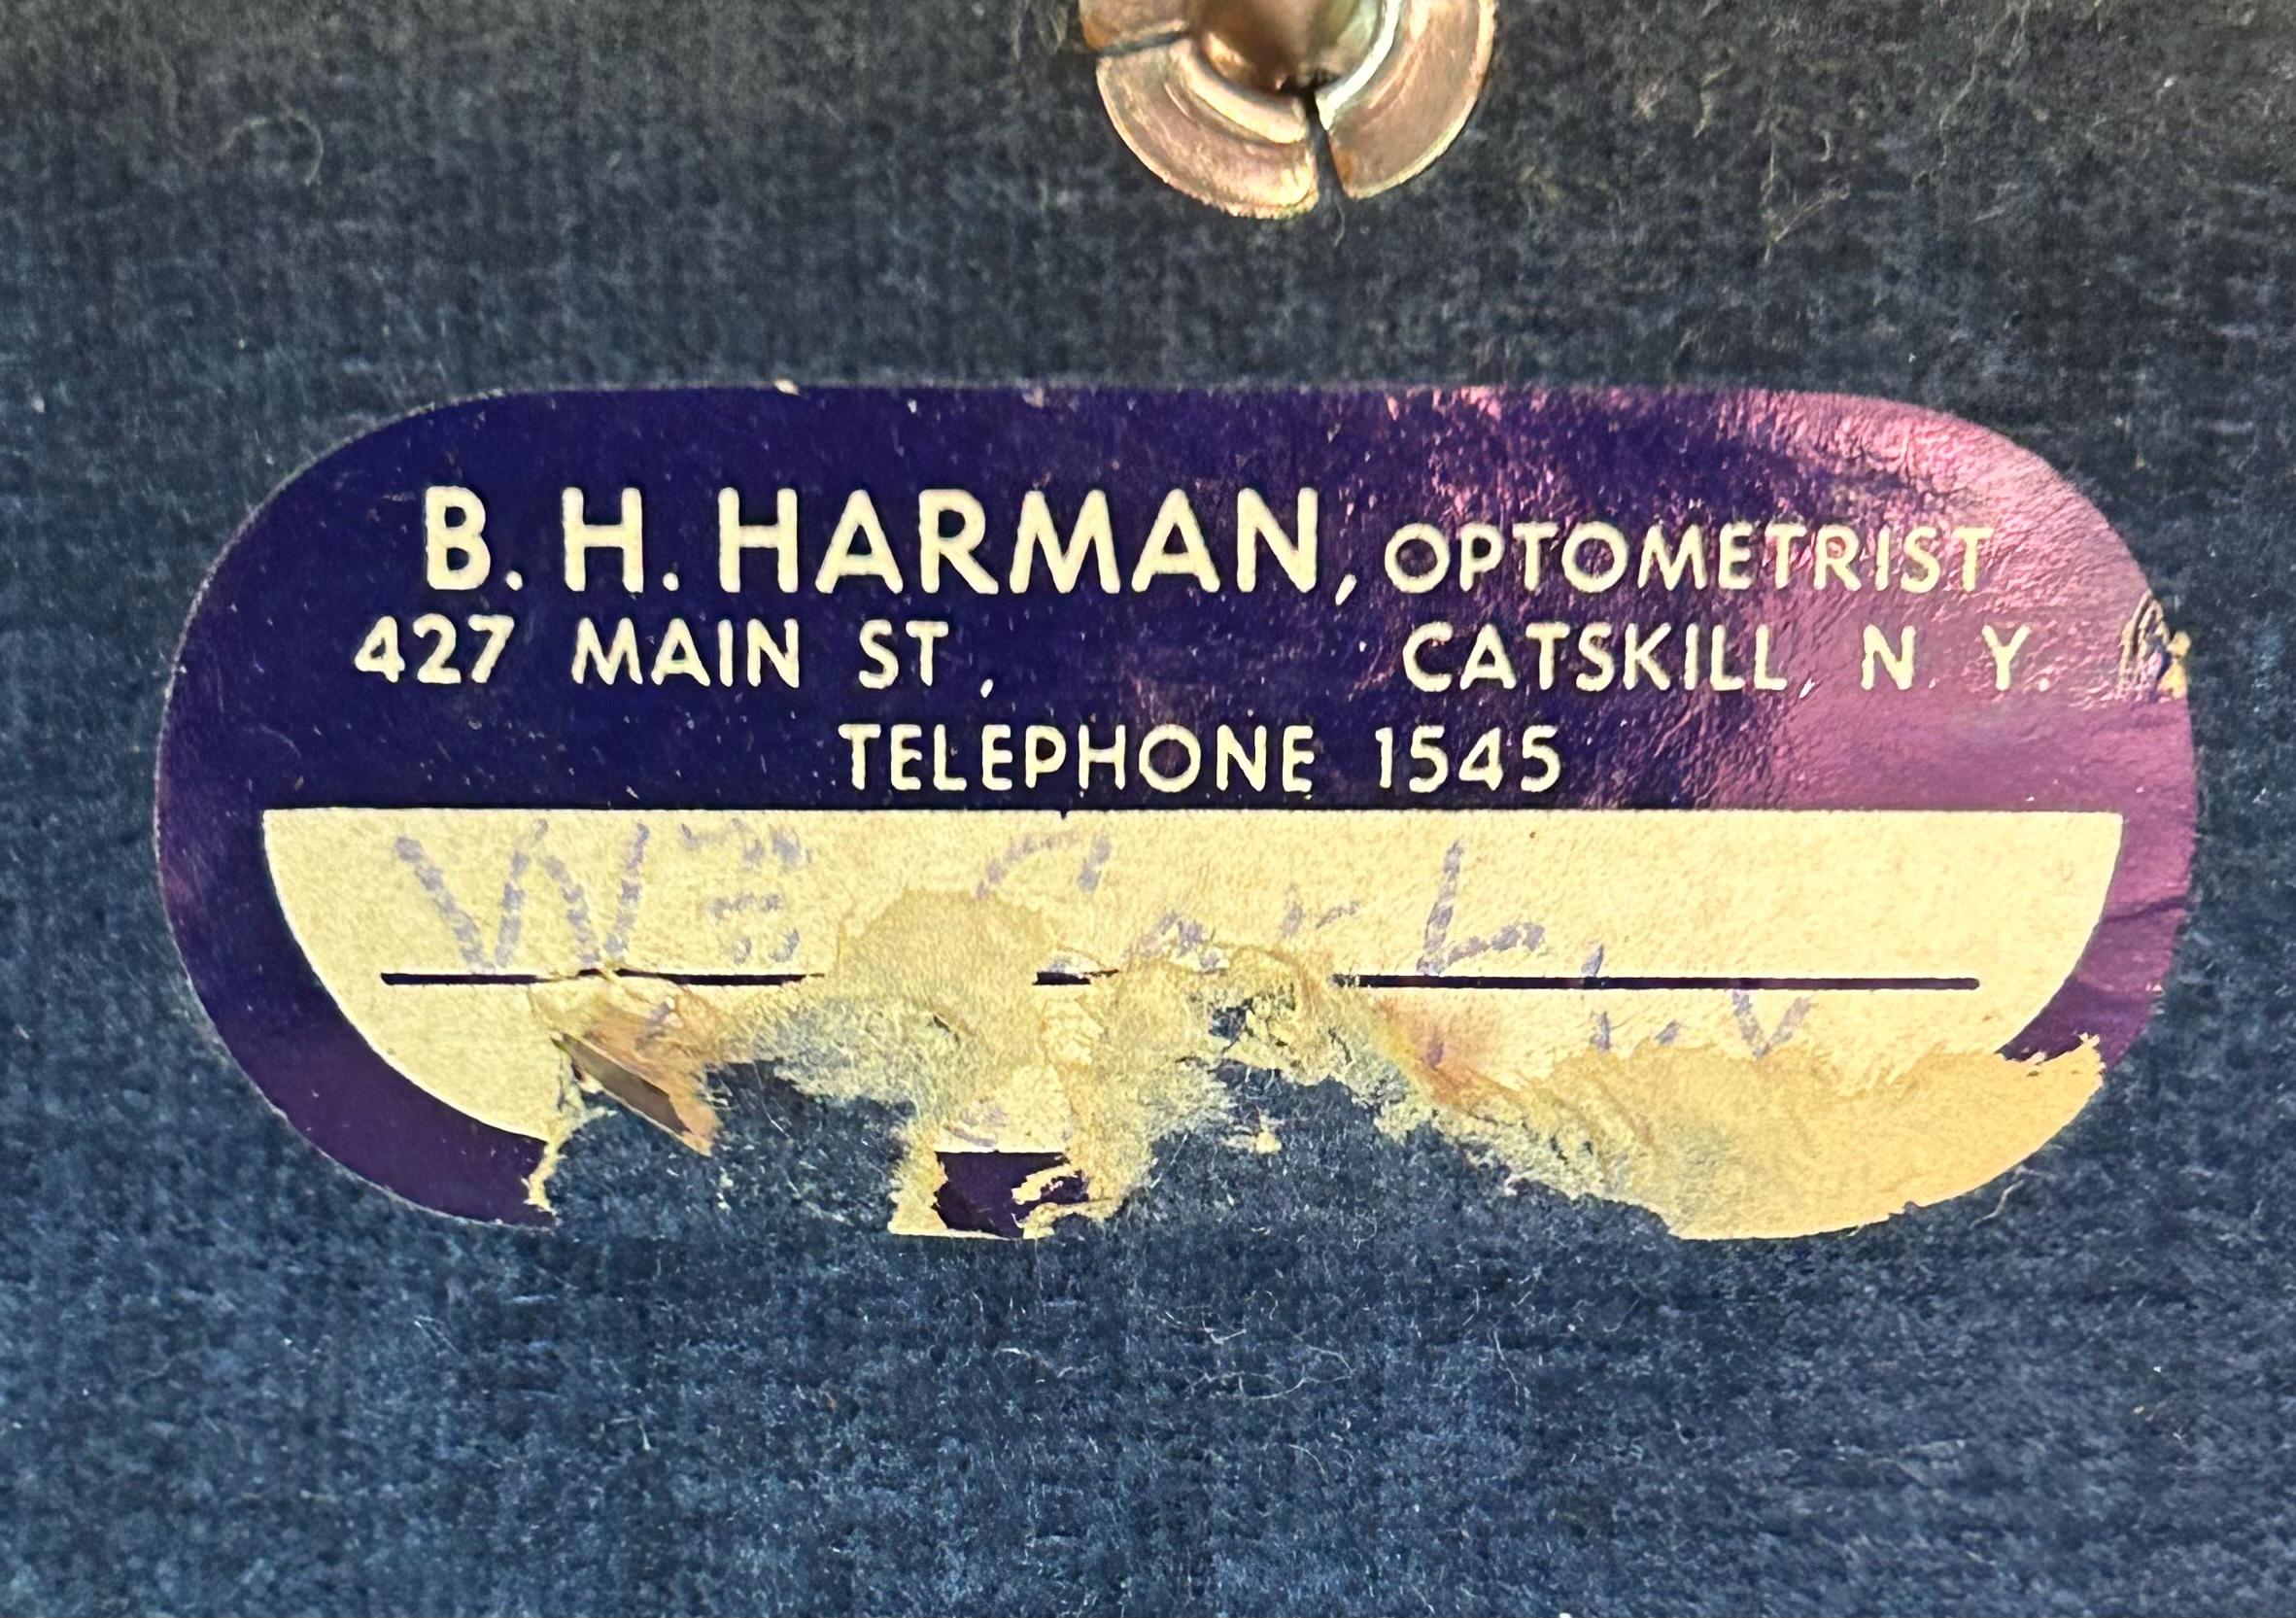 B. H. HARMAN, OPTOMETRIST
427 MAIN ST, CATSKILL, N Y.
TELEPHONE 1545